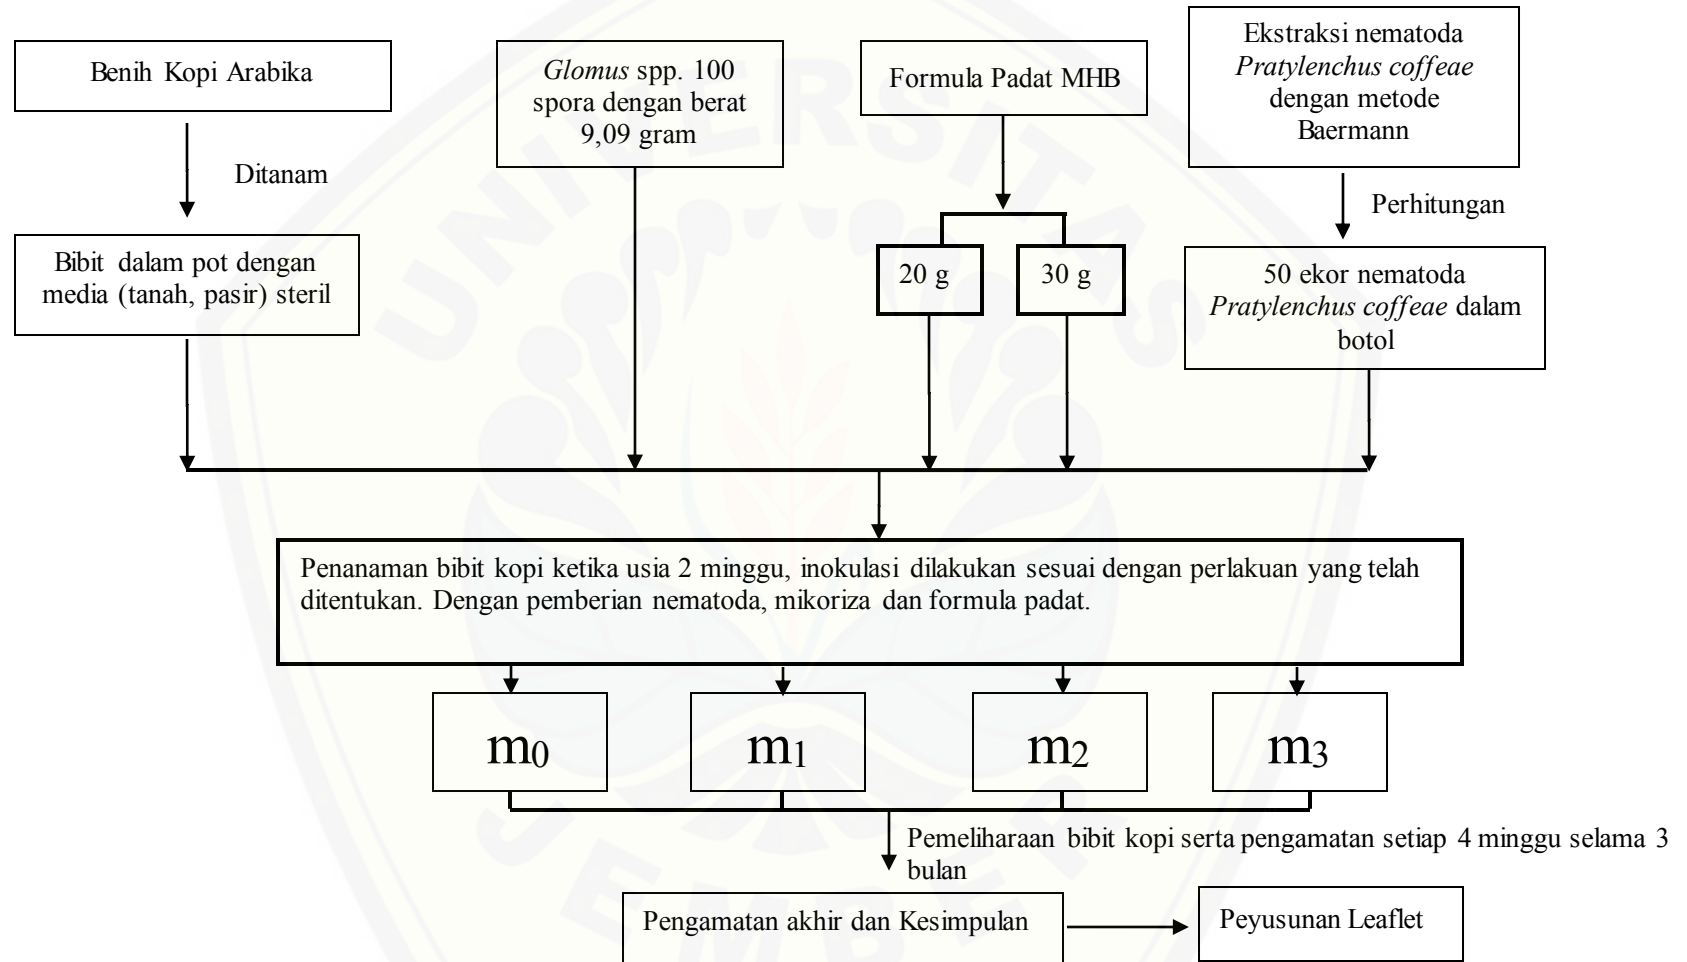 Benih Kopi Arabika
Glomus spp. 100
spora dengan berat
9,09 gram
Formula Padat MHB
Ekstraksi nematoda
Pratylenchus coffeae
dengan metode
Baermann
Ditanam
Perhitungan
Bibit dalam pot dengan
media (tanah, pasir) steril
20 g
30 g
50 ekor nematoda
Pratylenchus coffeae dalam
botol
Penanaman bibit kopi ketika usia 2 minggu, inokulasi dilakukan sesuai dengan perlakuan yang telah
ditentukan. Dengan pemberian nematoda, mikoriza dan formula padat.
m0
m1
m2
m3
Pemeliharaan bibit kopi serta pengamatan setiap 4 minggu selama 3
bulan
Pengamatan akhir dan Kesimpulan
Peyusunan Leaflet
UNIVERSITAS
JEMBER